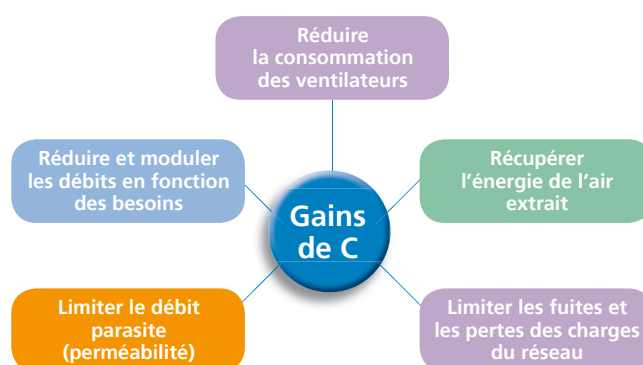 Réduire
la consommation
des ventilateurs
Réduire et moduler
les débits en fonction
des besoins
Récupérer
l’énergie de l’air
extrait
Gains
de C
Limiter le débit
parasite
(perméabilité)
Limiter les fuites et
les pertes des charges
du réseau